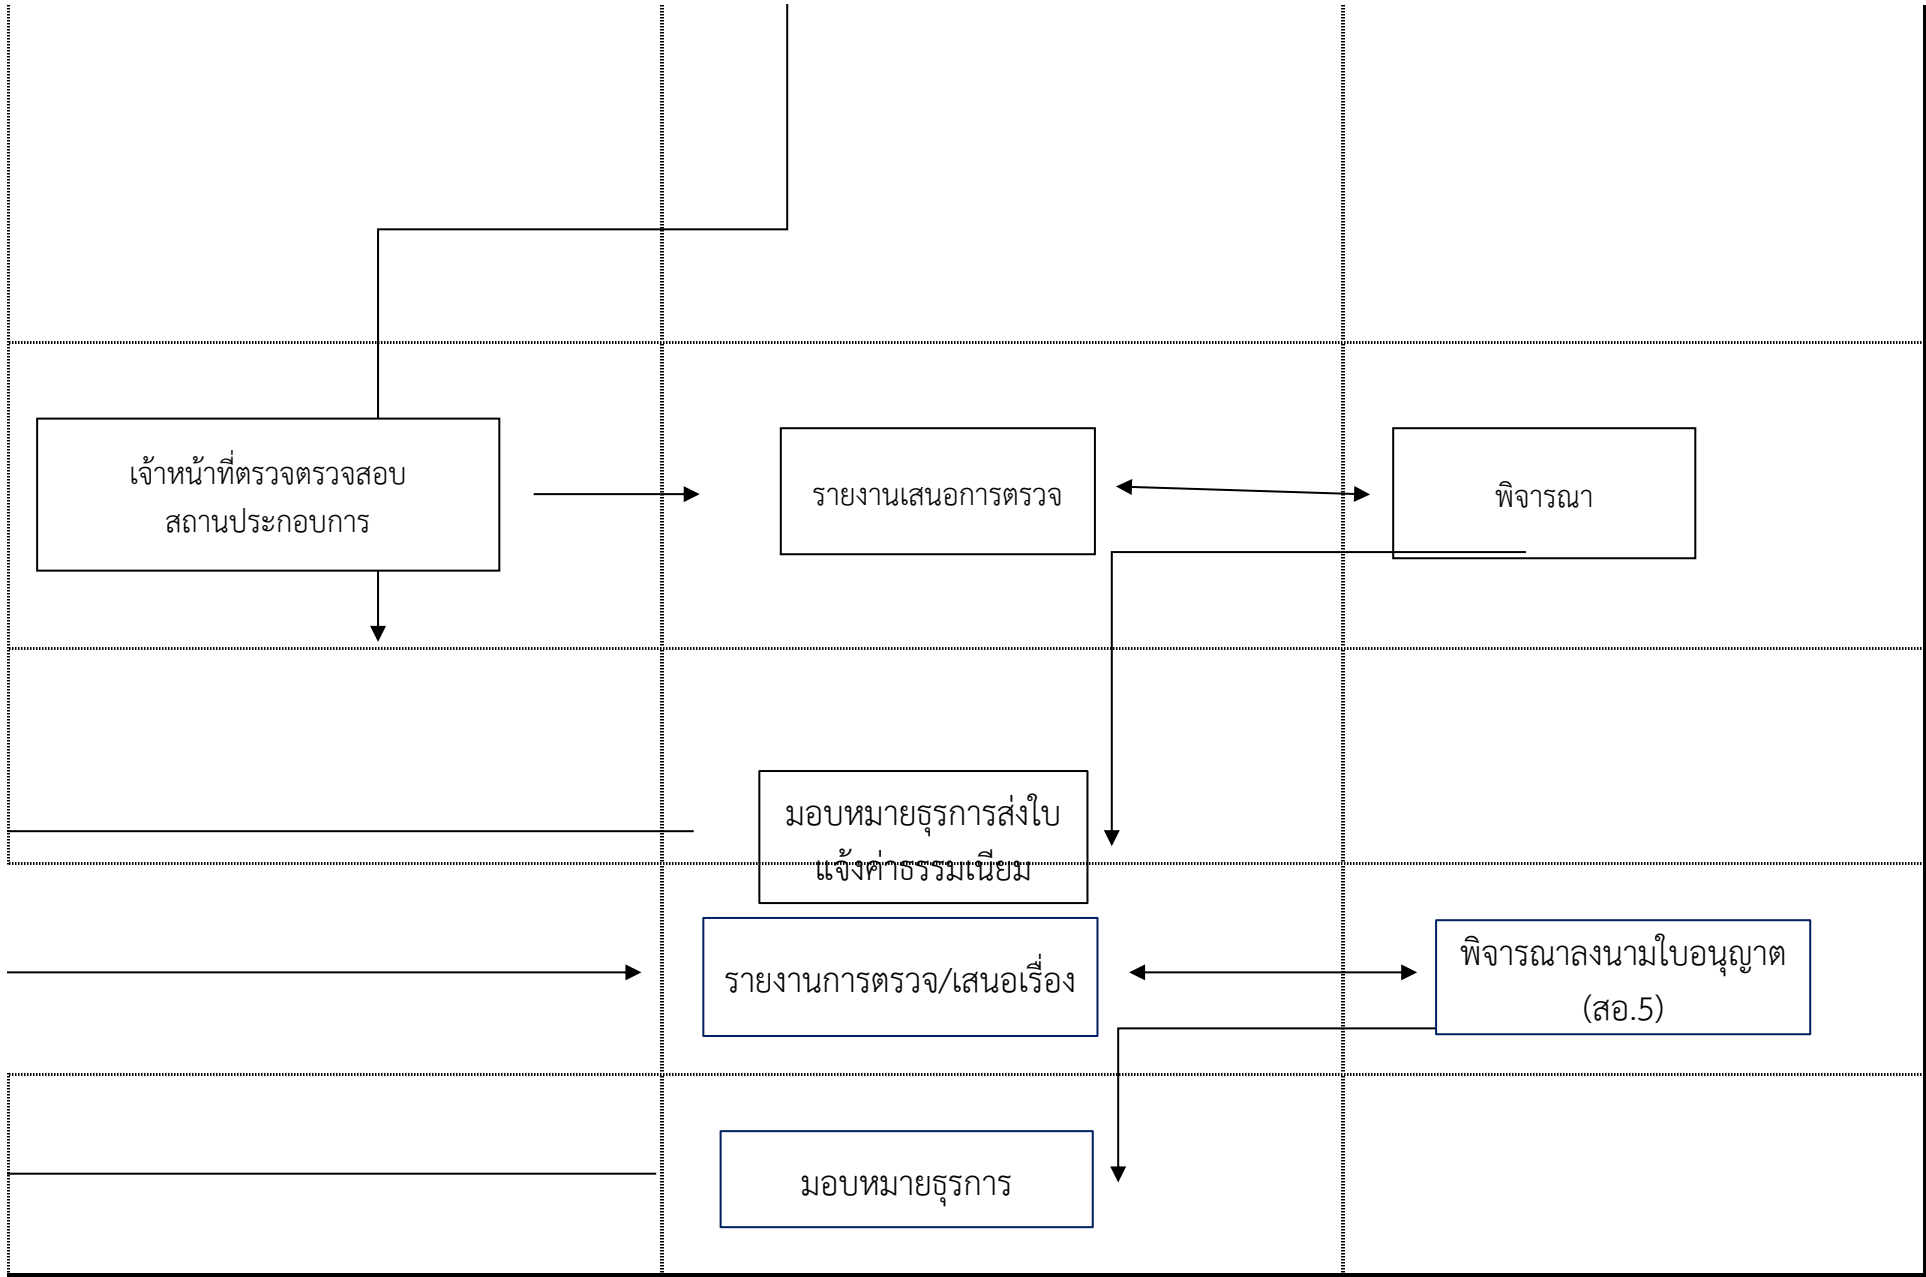 เจ้าหน้าที่ตรวจตรวจสอบ
สถานประกอบการ
รายงานเสนอการตรวจ
พิจารณา
มอบหมายธุรการส่งใบ
แจ้งค่าธรรมเนียม
รายงานการตรวจ/เสนอเรื่อง
พิจารณาลงนามใบอนุญาต
(สอ.5)
มอบหมายธุรการ